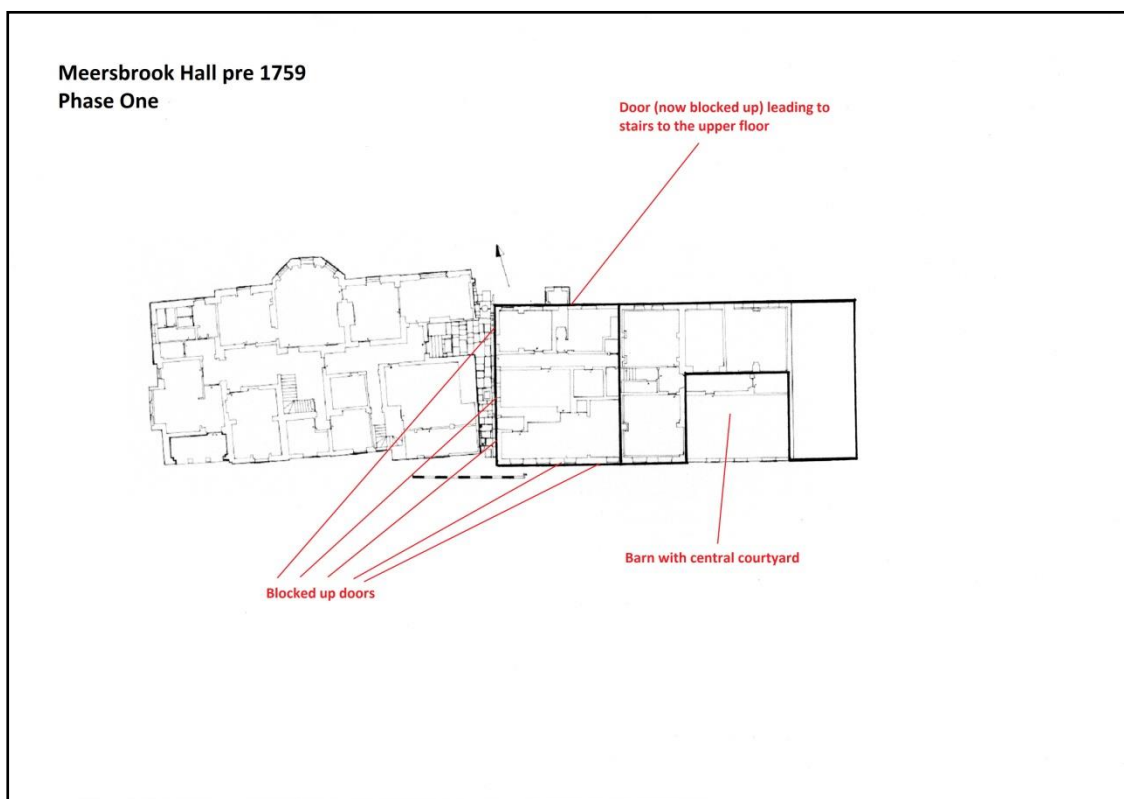 Meersbrook Hall pre 1759
Phase One
Door (now blocked up) leading to
stairs to the upper floor
Barn with central courtyard
Blocked up doors